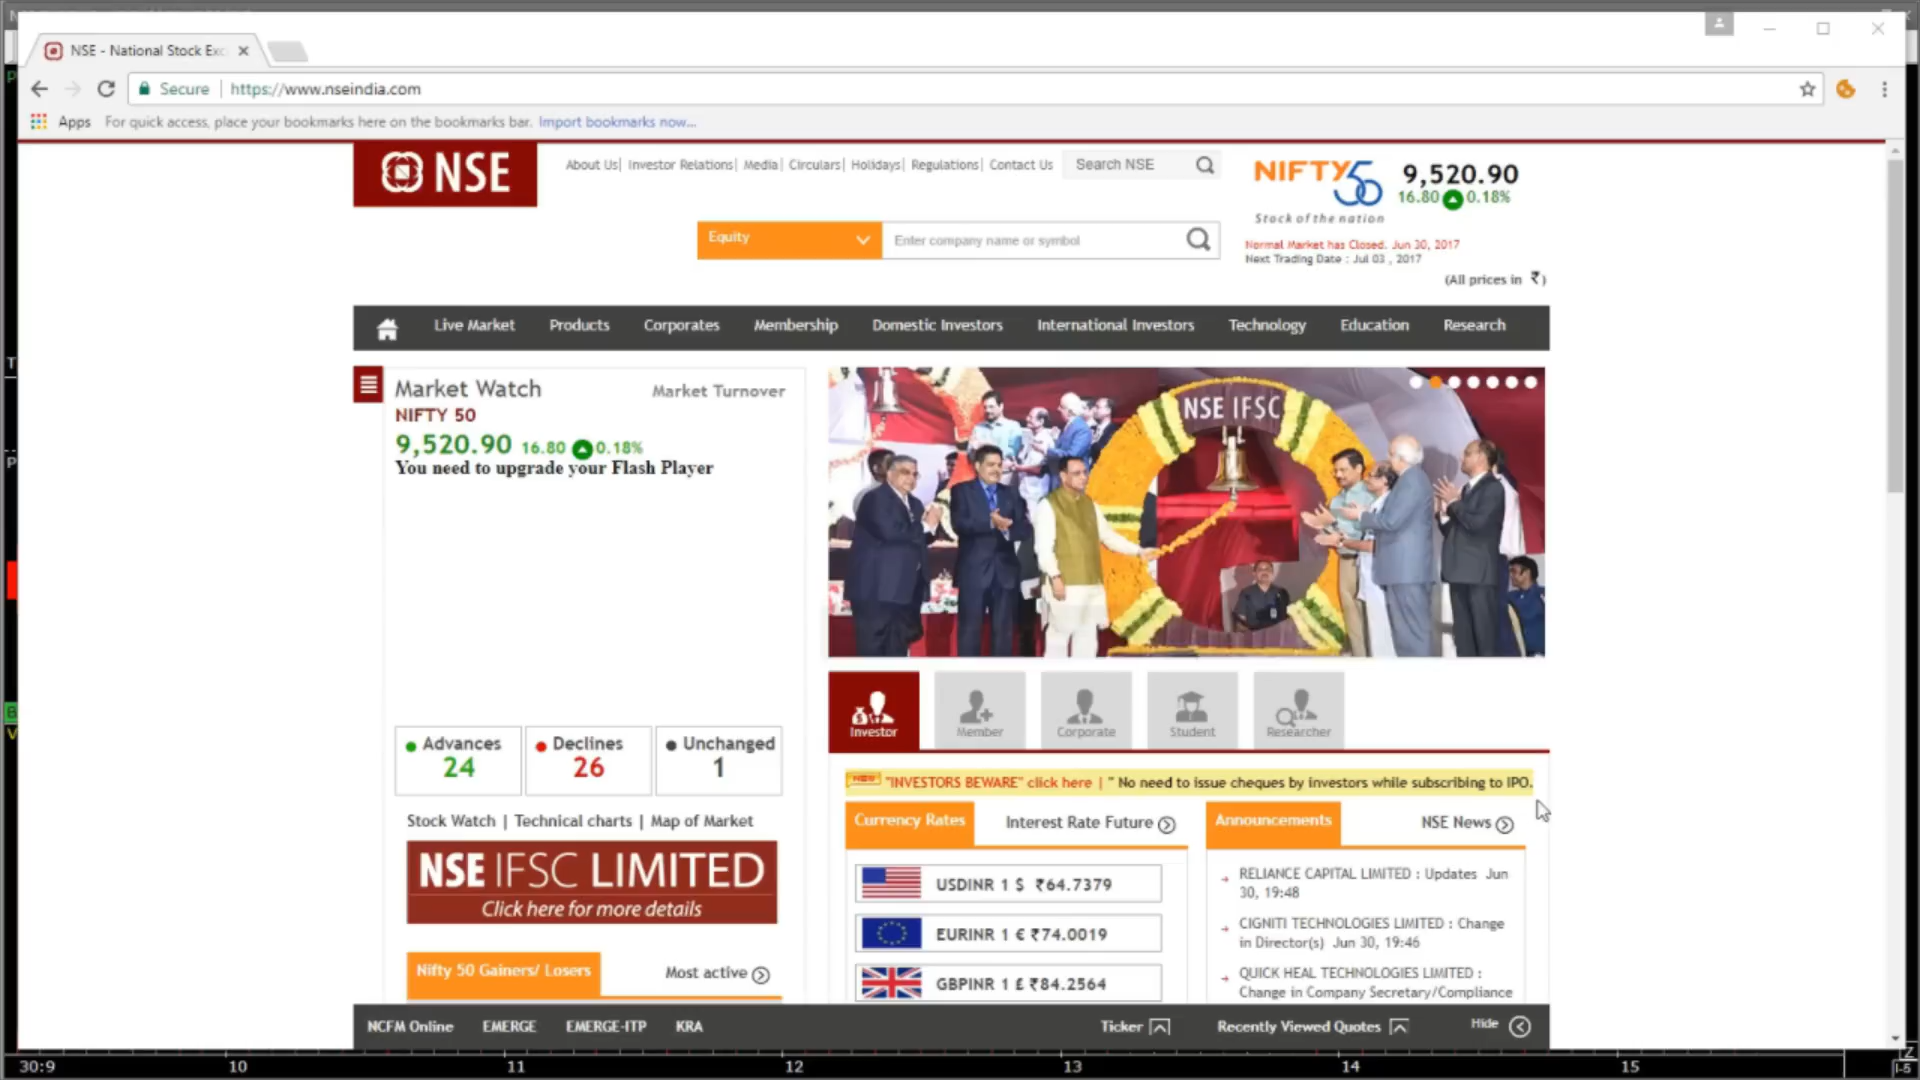 NSE - National Stock Exc
Secure
https://www.nseindia.com
Apps
For quick access, place your bookmarks here on the bookmarks bar. Import bookmarks now...
NSE
About Us| Investor Relations| Media| Circulars| Holidays| Regulations| Contact Us
Search NSE
NIFTY50
Stock of the nation
9,520.90
16.80 0.18%
Equity
Enter company name or symbol
Normal Market has Closed. Jun 30, 2017
Next Trading Date : Jul 03 , 2017
(All prices in ₹)
Live Market
Products
Corporates
Membership
Domestic Investors
International Investors
Technology
Education
Research
Market Watch
Market Turnover
NIFTY 50
9,520.90 16.80 0.18%
You need to upgrade your Flash Player
NSE IFSC
Advances
24
Declines
26
Unchanged
1
Stock Watch | Technical charts | Map of Market
NSE IFSC LIMITED
Click here for more details
Nifty 50 Gainers/ Losers
Most active
Investor
Member
Corporate
Student
Researcher
NEW "INVESTORS BEWARE" click here | " No need to issue cheques by investors while subscribing to IPO.
Currency Rates
Interest Rate Future
USDINR 1 $ ₹64.7379
EURINR 1 € ₹74.0019
GBPINR 1 £ ₹84.2564
Announcements
NSE News
RELIANCE CAPITAL LIMITED : Updates Jun
30, 19:48
CIGNITI TECHNOLOGIES LIMITED : Change
in Director(s) Jun 30, 19:46
QUICK HEAL TECHNOLOGIES LIMITED :
Change in Company Secretary/Compliance
NCFM Online
EMERGE
EMERGE-ITP
KRA
Ticker
Recently Viewed Quotes
Hide
30:9
10
11
12
13
14
15